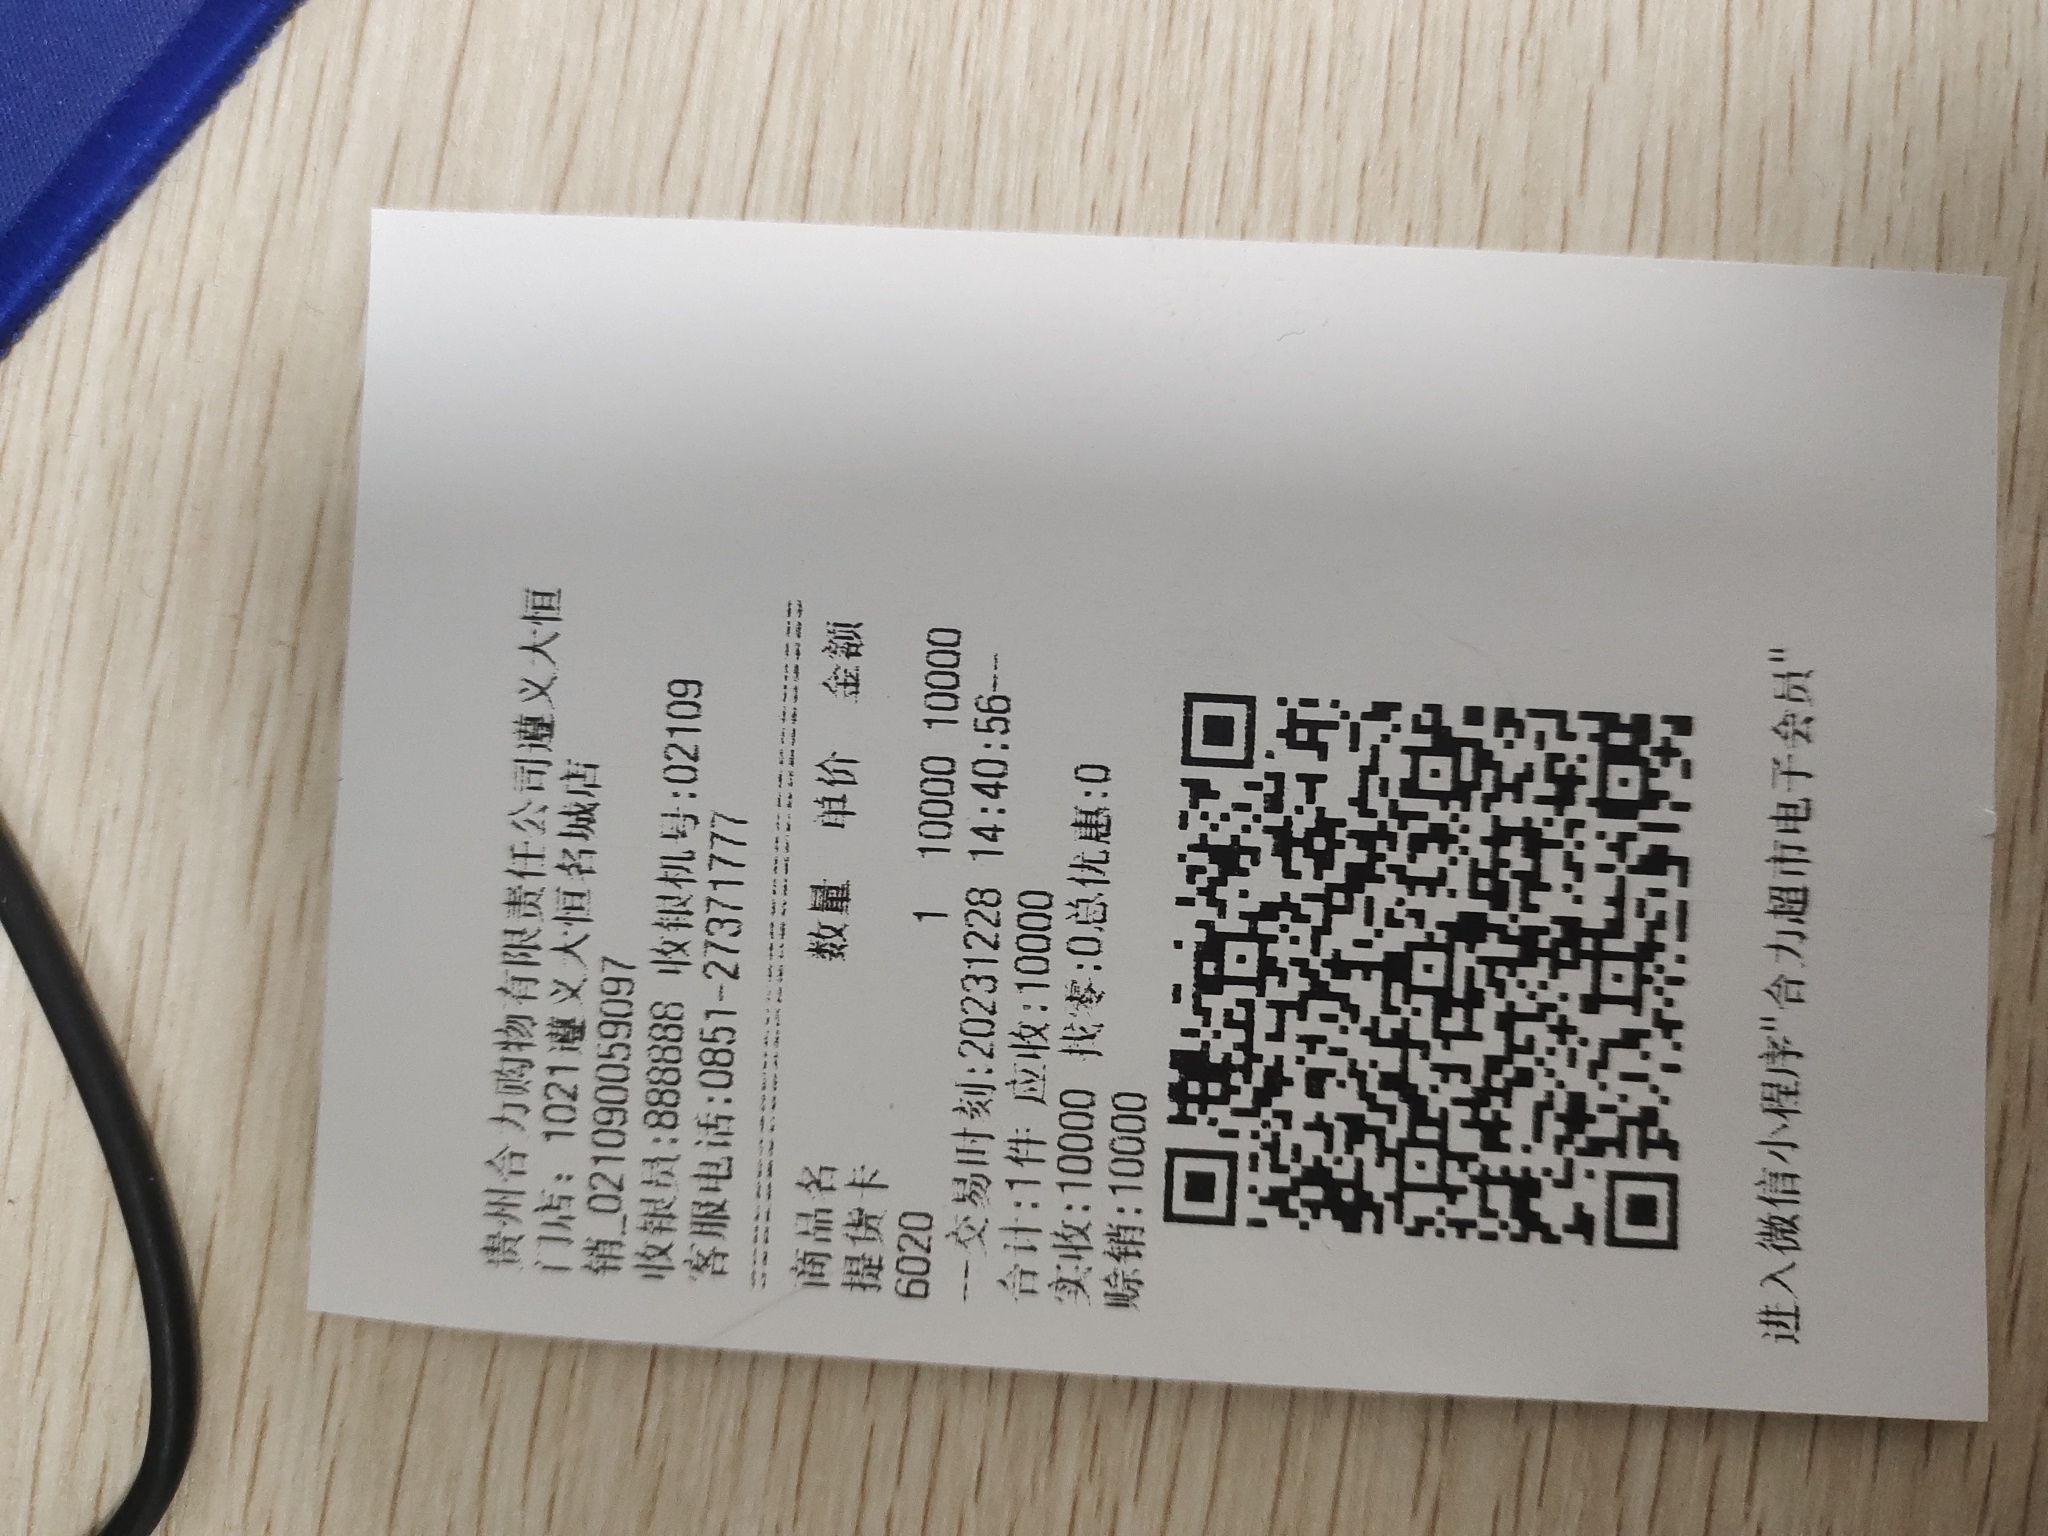 贵州合力购物有限责任公司遵义大恒
门店: 1021遵义大恒名城店
销_021090059097
收银员:888888 收银机号:02109
客服电话:0851-27371777
商品名 数量 单价 金额
提货卡
6020 1 10000 10000
---交易时刻:20231228 14:40:56---
合计:1件 应收:10000
实收:10000 找零:0总优惠:0
赊销:10000
进入微信小程序"合力超市电子会员"